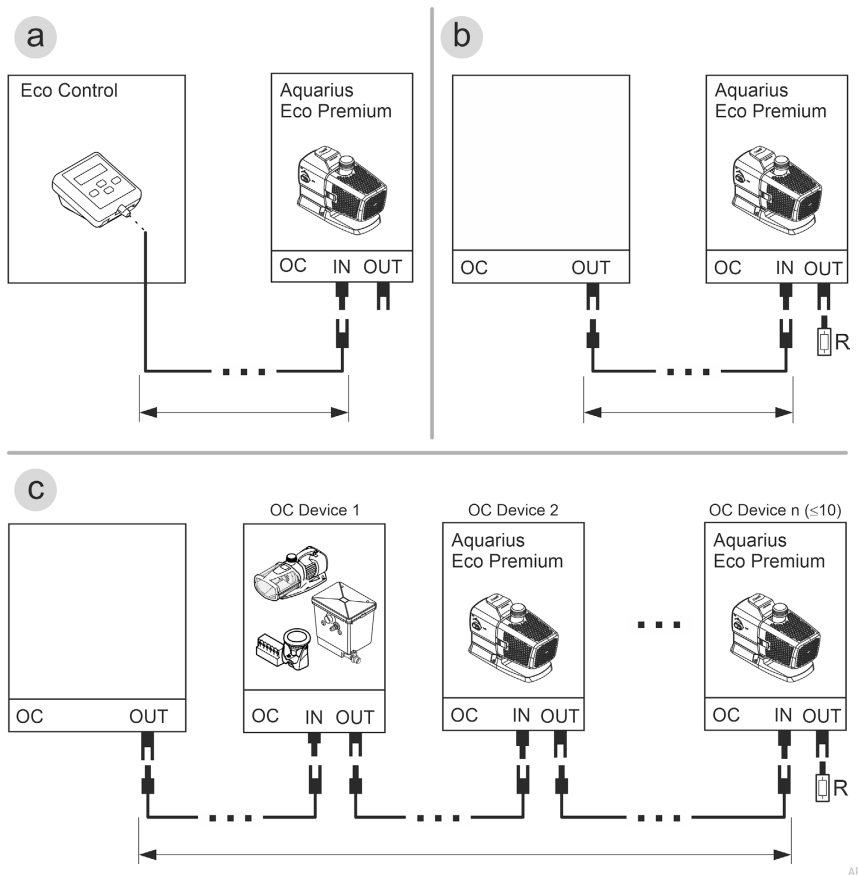 a
Eco Control
Aquarius
Eco Premium
OC IN OUT
b
OC OUT
Aquarius
Eco Premium
OC IN OUT
R
c
OC OUT
OC Device 1
OC IN OUT
OC Device 2
Aquarius
Eco Premium
OC IN OUT
OC Device n (≤10)
Aquarius
Eco Premium
OC IN OUT
R